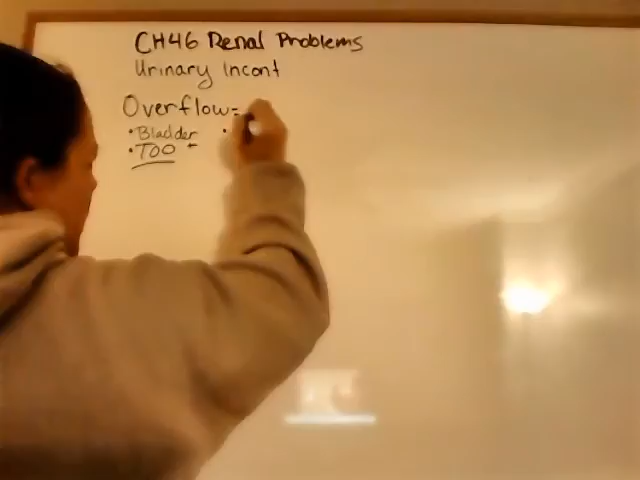 CH46 Renal Problems
Urinary Incont
Overflow=
• Bladder •
• TOO -